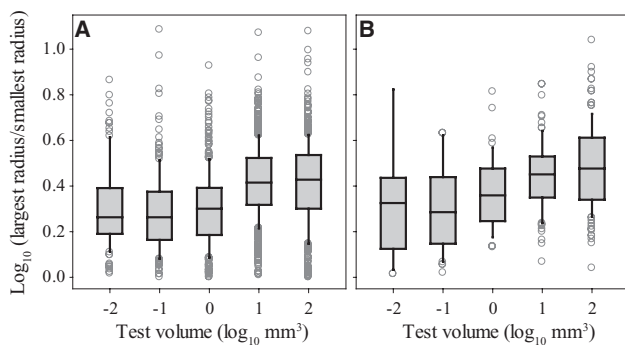 A
B
Log10 (largest radius/smallest radius)
1.0
0.8
0.6
0.4
0.2
0.0
-2 -1 0 1 2
-2 -1 0 1 2
Test volume (log10 mm³)
Test volume (log10 mm³)